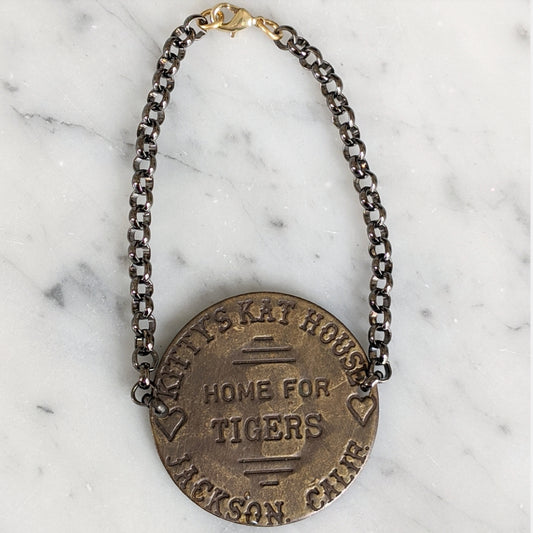 KITTY'S KAT HOUSE
HOME FOR
TIGERS
JACKSON, CALIF.